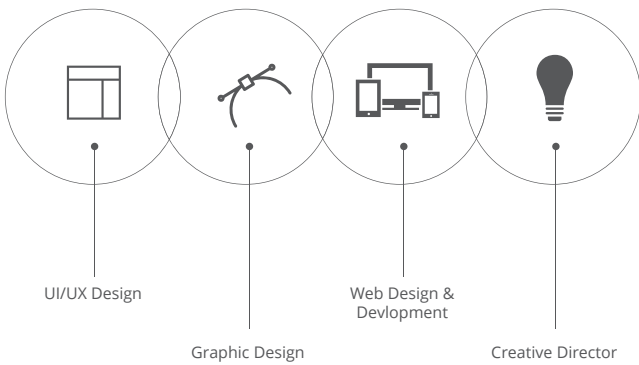 UI/UX Design
Web Design &
Devlopment
Graphic Design
Creative Director